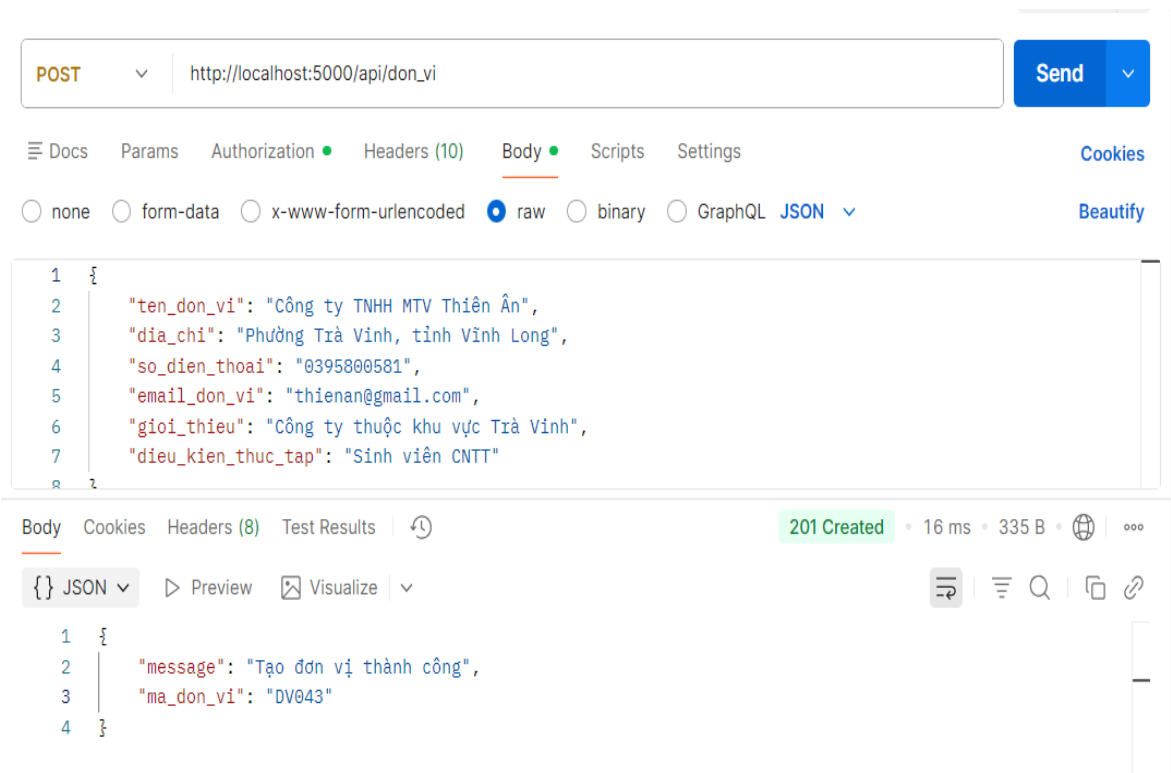 POST http://localhost:5000/api/don_vi Send
Docs Params Authorization Headers (10) Body Scripts Settings Cookies
none form-data x-www-form-urlencoded raw binary GraphQL JSON Beautify
1 {
2 "ten_don_vi": "Công ty TNHH MTV Thiên Ân",
3 "dia_chi": "Phường Trà Vinh, tỉnh Vĩnh Long",
4 "so_dien_thoai": "0395800581",
5 "email_don_vi": "thienan@gmail.com",
6 "gioi_thieu": "Công ty thuộc khu vực Trà Vinh",
7 "dieu_kien_thuc_tap": "Sinh viên CNTT"
8 }
Body Cookies Headers (8) Test Results 201 Created • 16 ms • 335 B
{} JSON Preview Visualize
1 {
2 "message": "Tạo đơn vị thành công",
3 "ma_don_vi": "DV043"
4 }